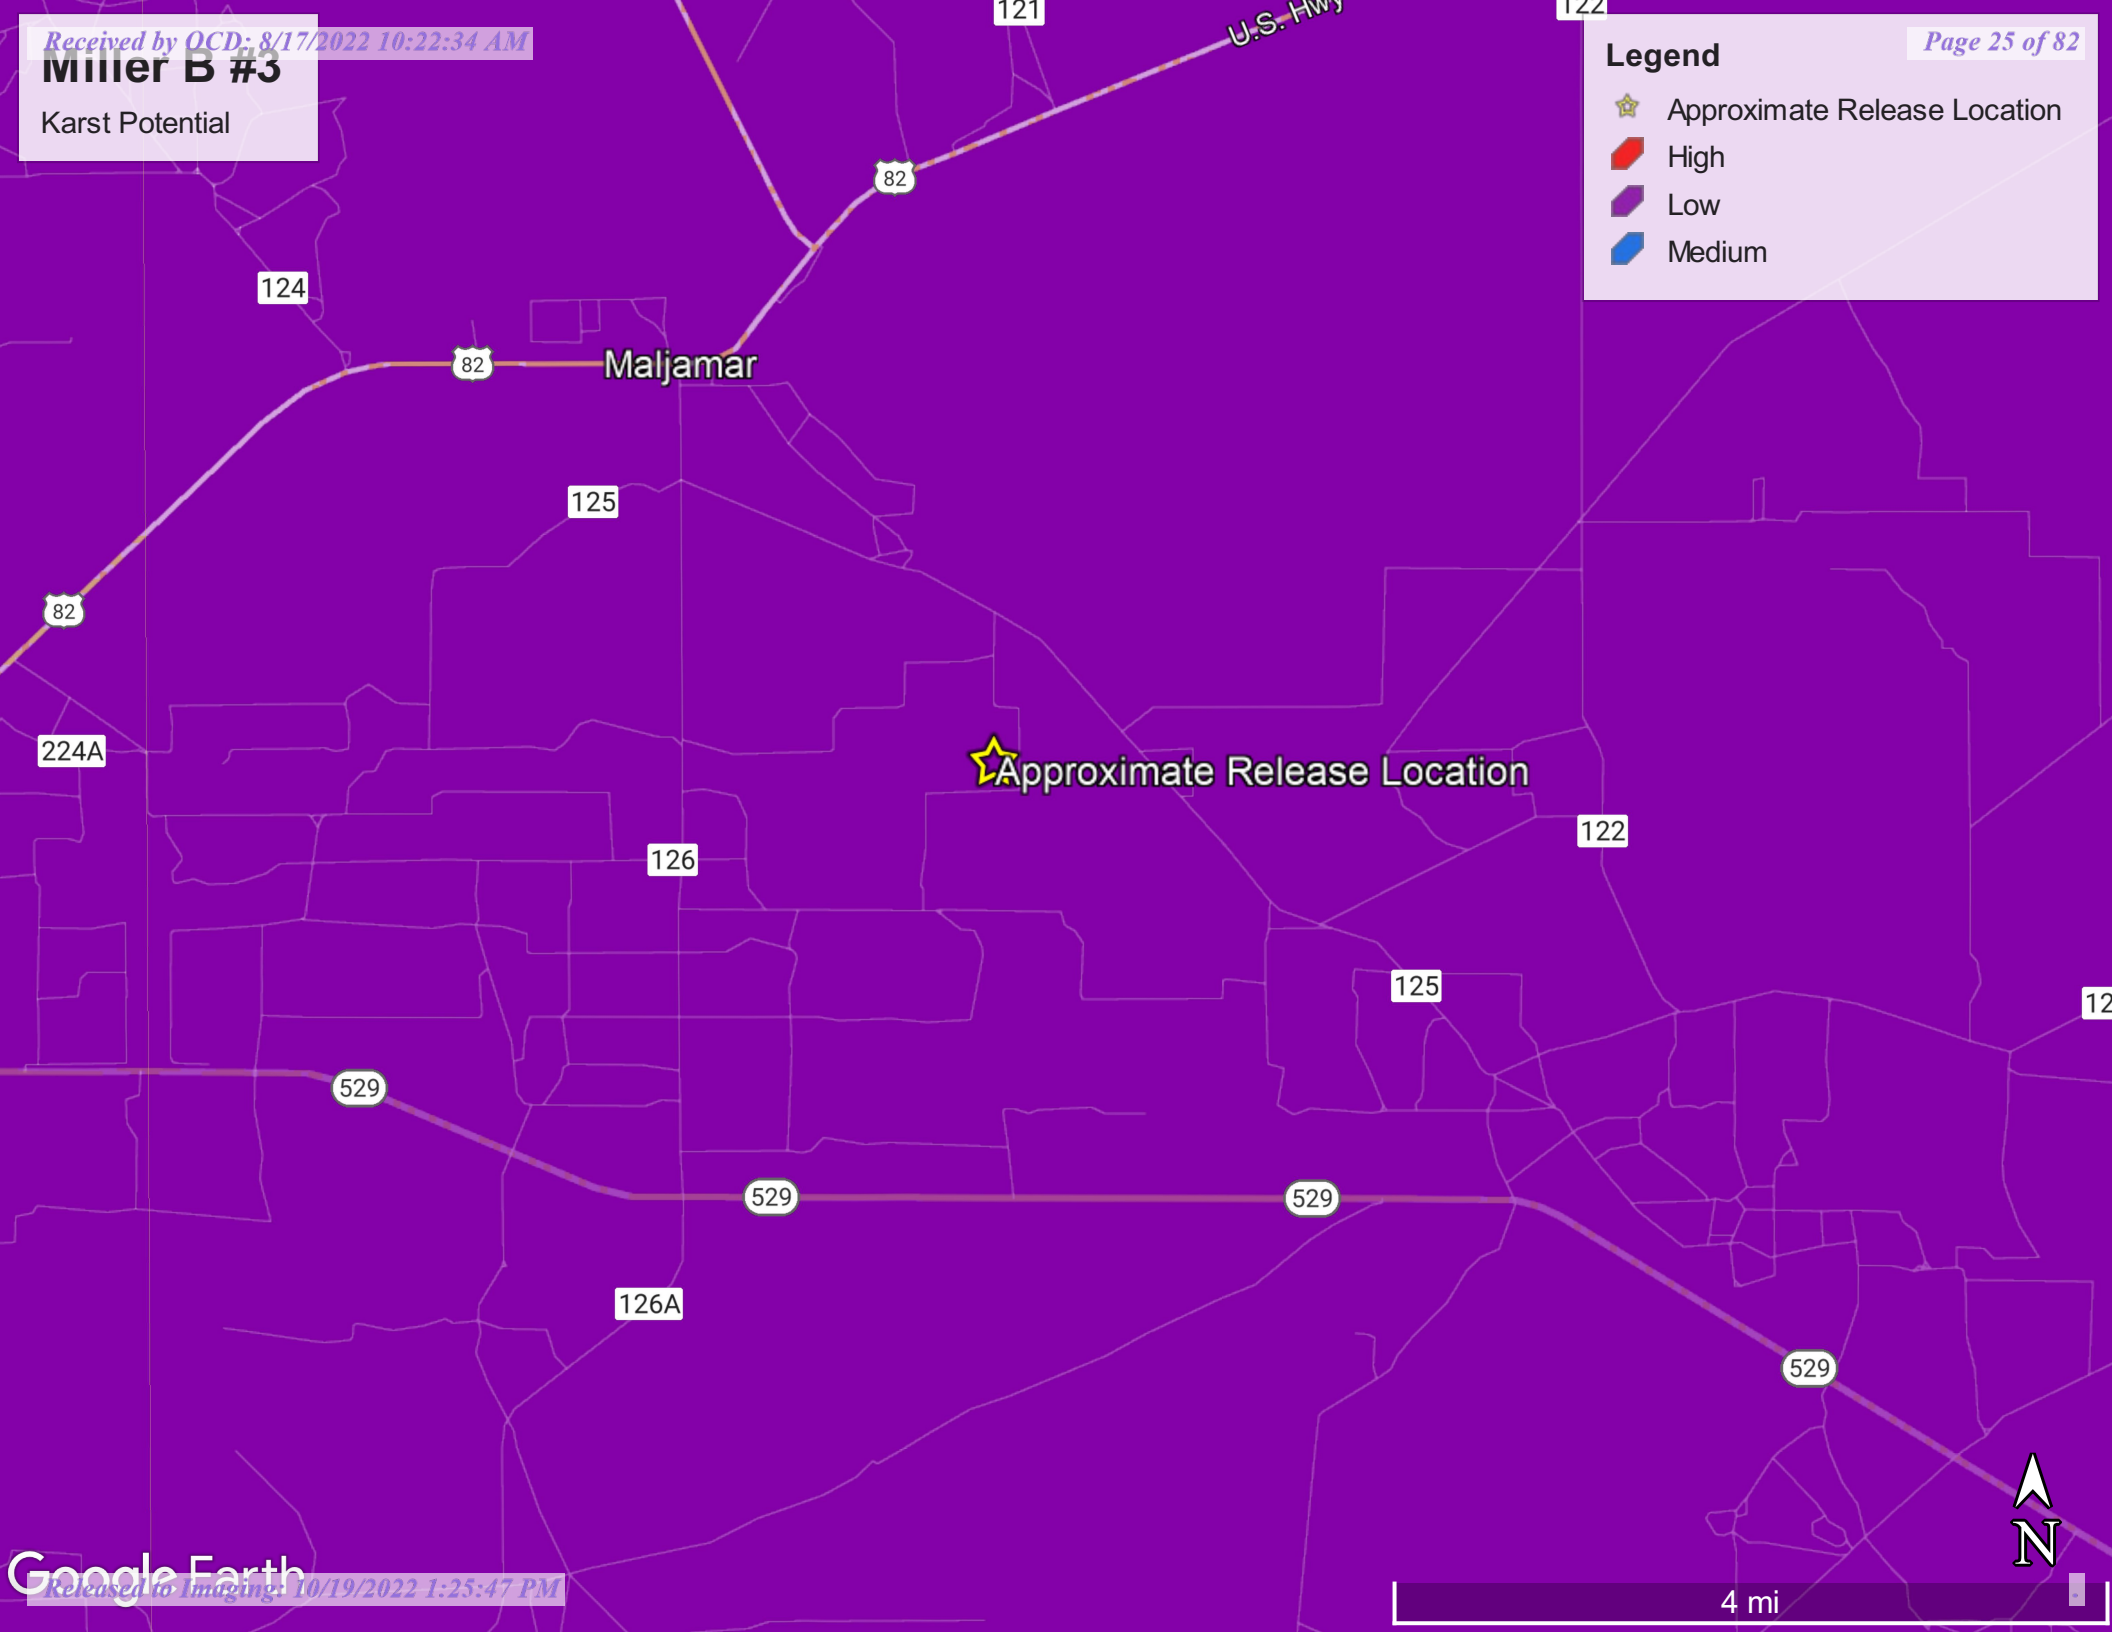 Received by OCD: 8/17/2022 10:22:34 AM
Page 25 of 82
Miller B #3
Karst Potential
Legend
Approximate Release Location
High
Low
Medium
121
122
U.S. Hwy
82
124
82
Maljamar
125
82
224A
Approximate Release Location
122
126
125
12
529
529
529
126A
529
N
Google Earth
Released to Imaging: 10/19/2022 1:25:47 PM
4 mi